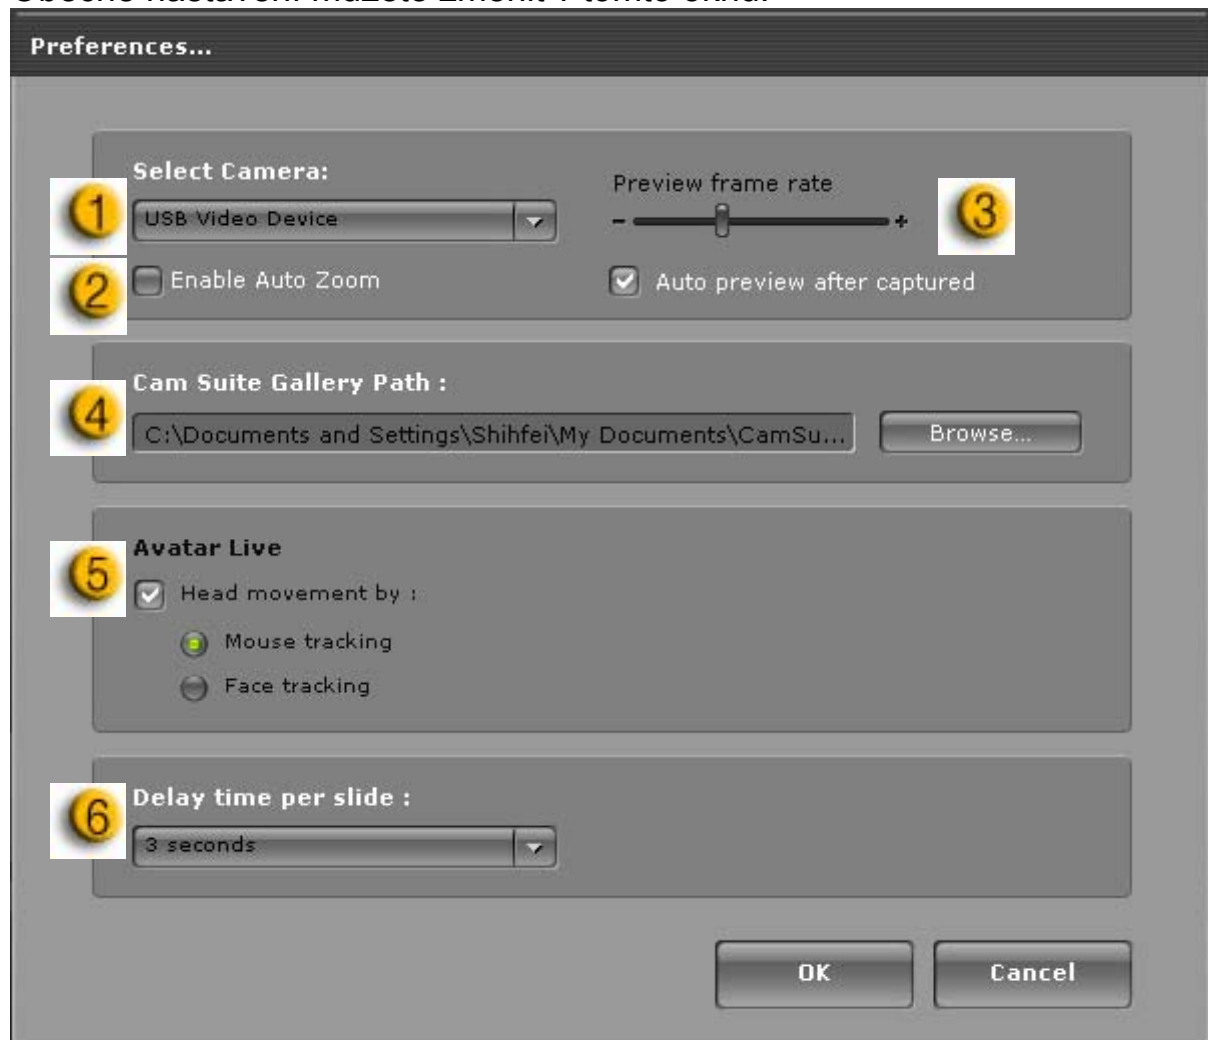 Preferences...
Select Camera:
Preview frame rate
1
USB Video Device
- +
3
2
Enable Auto Zoom
Auto preview after captured
Cam Suite Gallery Path :
4
C:\Documents and Settings\Shihfei\My Documents\CamSu...
Browse...
Avatar Live
5
Head movement by :
Mouse tracking
Face tracking
Delay time per slide :
6
3 seconds
OK
Cancel